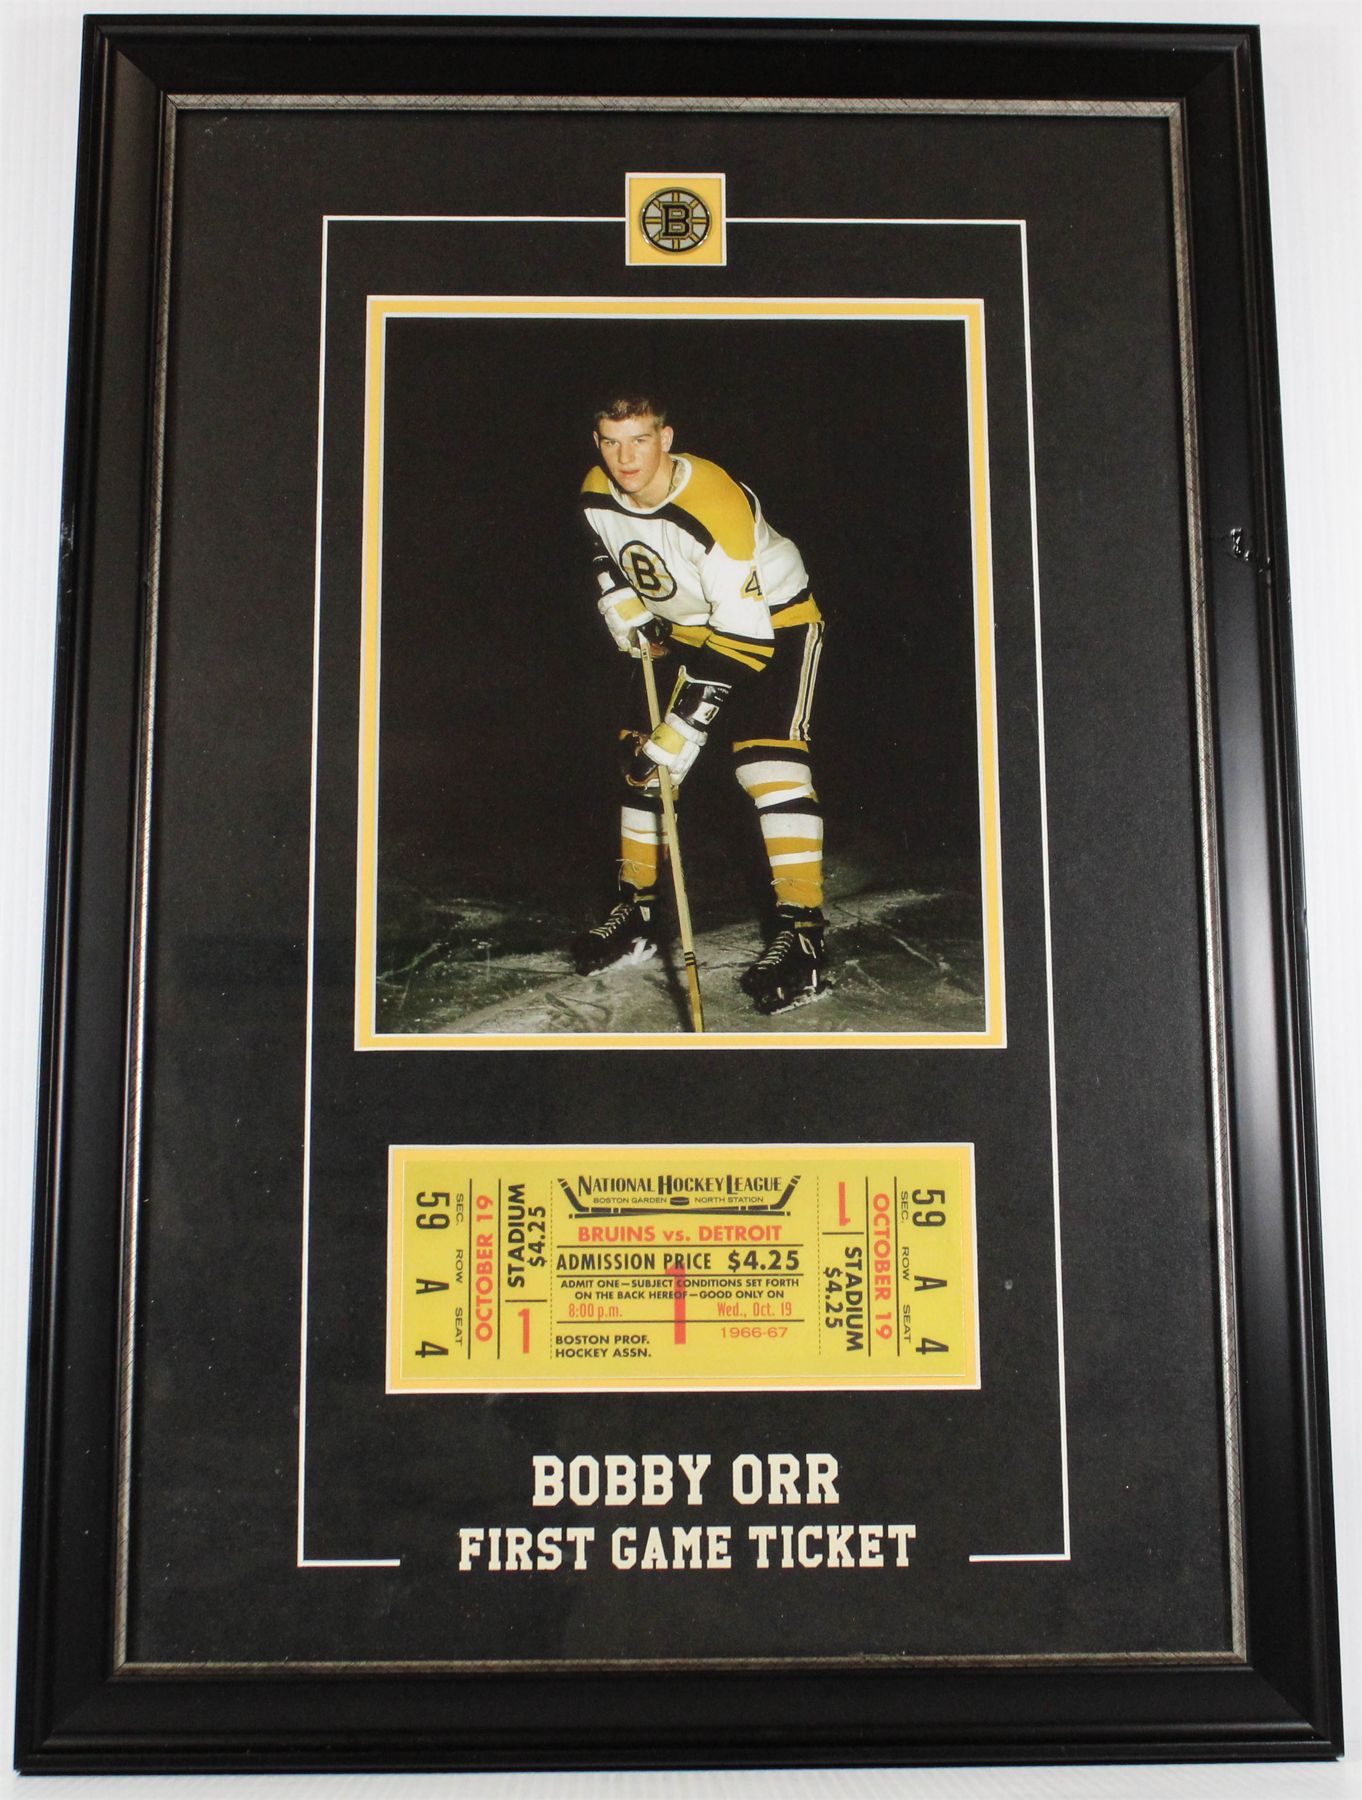 B
B
4
4
59 A 4
SEC. ROW SEAT
OCTOBER 19
STADIUM
$4.25
1
NATIONAL HOCKEY LEAGUE
BOSTON GARDEN NORTH STATION
BRUINS vs. DETROIT
ADMISSION PRICE $4.25
ADMIT ONE—SUBJECT CONDITIONS SET FORTH
ON THE BACK HEREOF—GOOD ONLY ON
8:00 p.m. Wed., Oct. 19
1
1966-67
BOSTON PROF.
HOCKEY ASSN.
1
STADIUM
$4.25
OCTOBER 19
SEC. ROW SEAT
59 A 4
BOBBY ORR
FIRST GAME TICKET